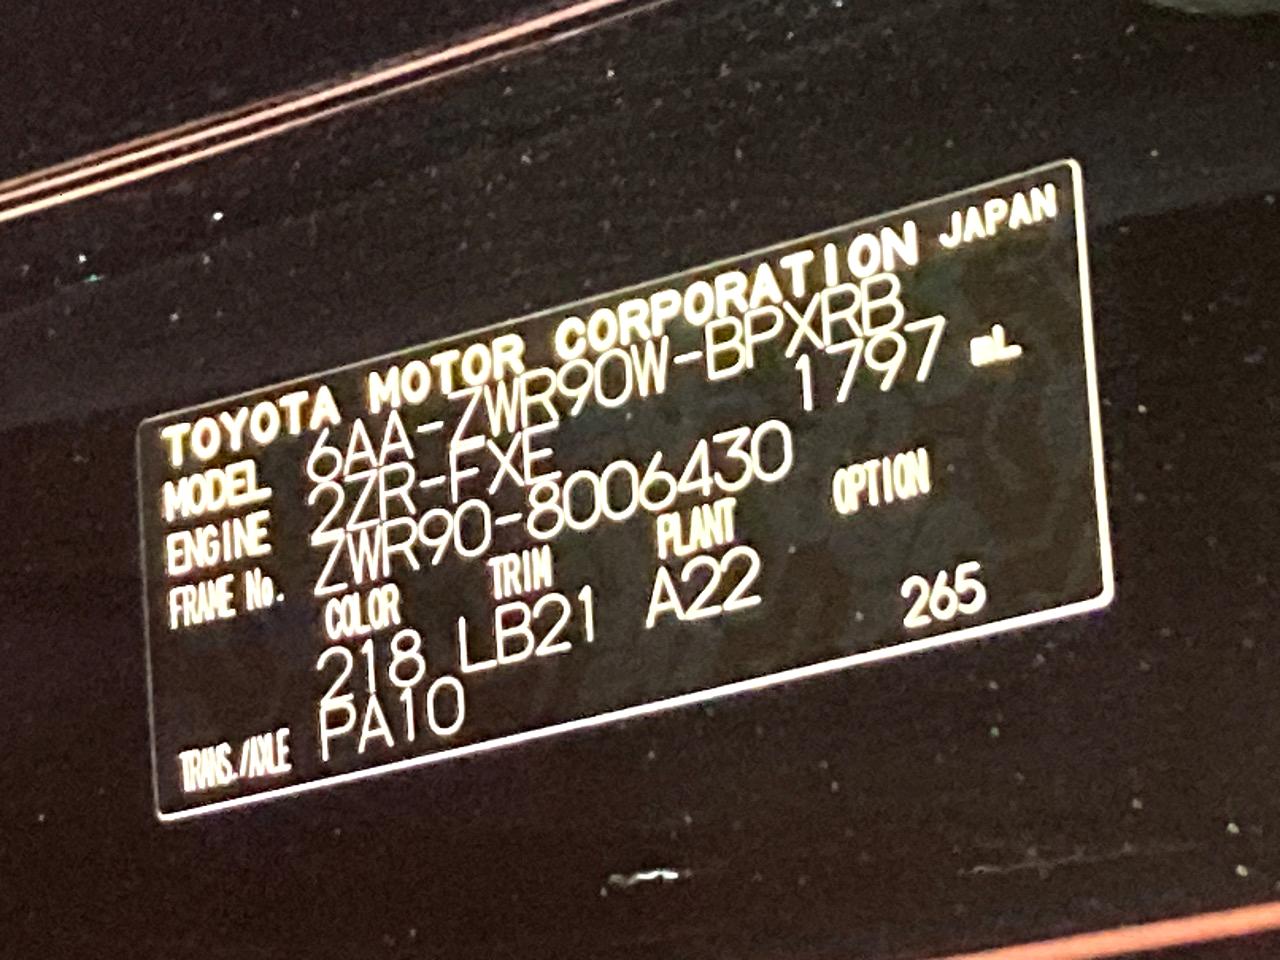 TOYOTA MOTOR CORPORATION JAPAN
MODEL 6AA-ZWR90W-BPXRB
ENGINE 2ZR-FXE 1797 mL
FRAME No. ZWR90-8006430
COLOR TRIM PLANT OPTION
218 LB21 A22 265
TRANS./AXLE PA10